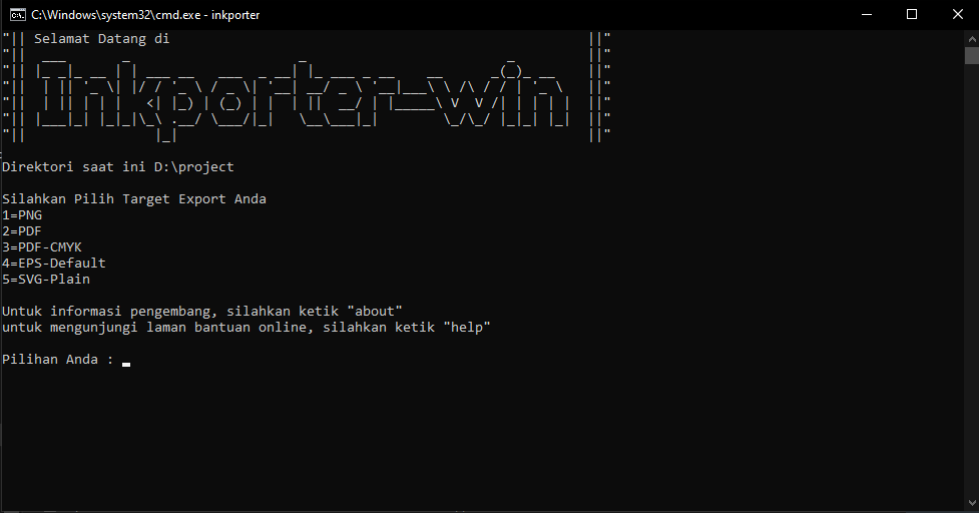 C:\Windows\system32\cmd.exe - inkporter
"|| Selamat Datang di ||"
Inkporter-win
Direktori saat ini D:\project
Silahkan Pilih Target Export Anda
1=PNG
2=PDF
3=PDF-CMYK
4=EPS-Default
5=SVG-Plain
Untuk informasi pengembang, silahkan ketik "about"
untuk mengunjungi laman bantuan online, silahkan ketik "help"
Pilihan Anda :